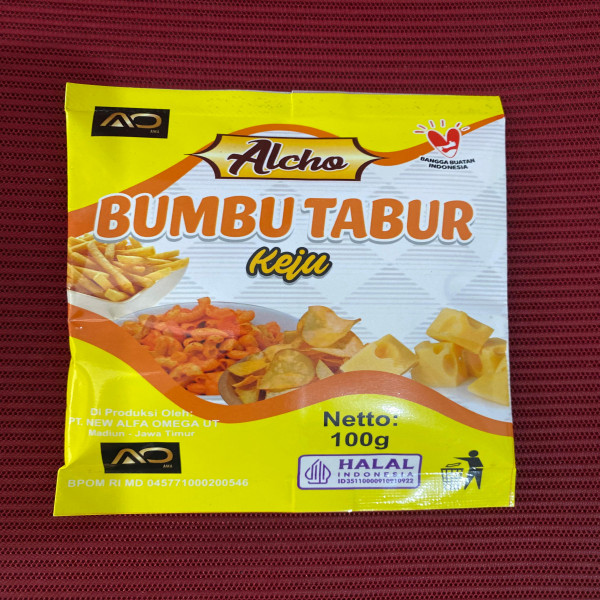 AO
Alcho
BANGGA BUATAN
INDONESIA
BUMBU TABUR
Keju
Di Produksi Oleh:
PT. NEW ALFA OMEGA UT
Madiun - Jawa Timur
AO
BPOM RI MD 045771000200546
Netto:
100g
HALAL
INDONESIA
ID35110000910910922